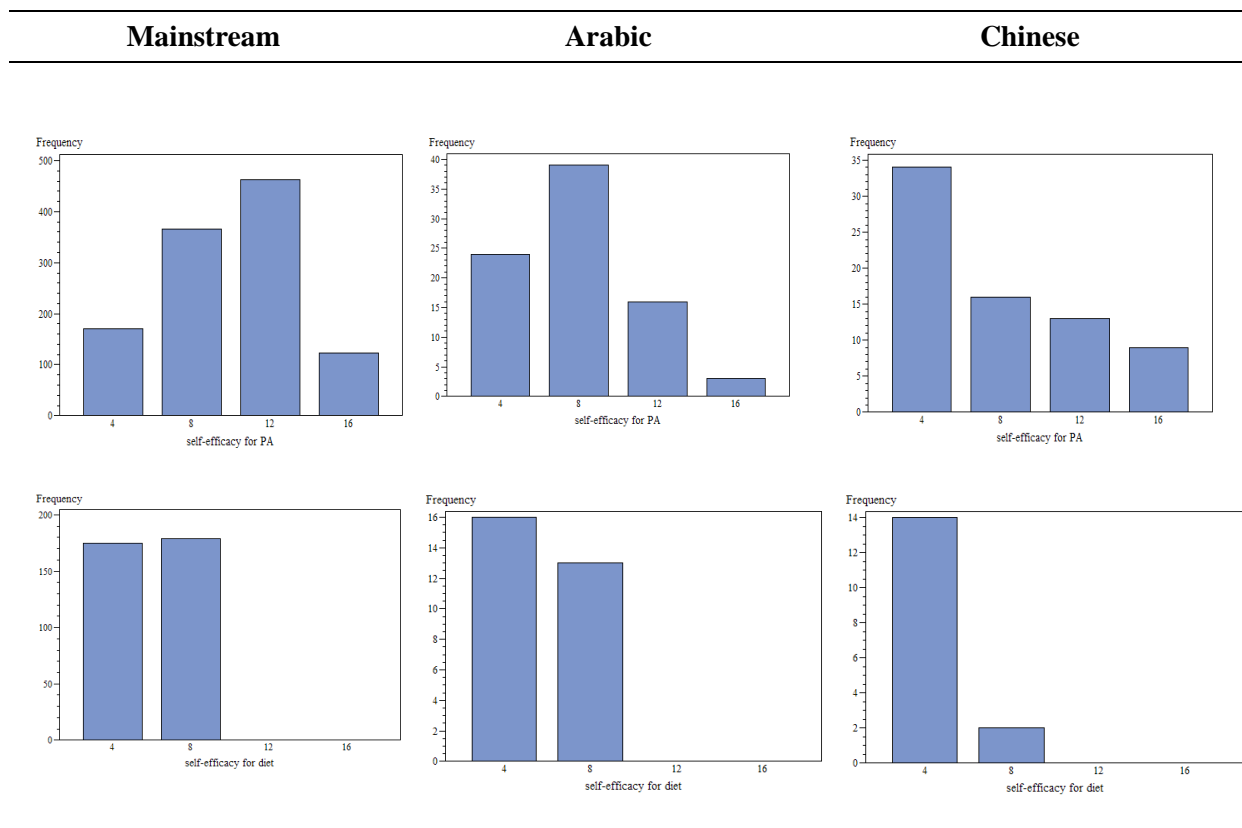 Mainstream Arabic Chinese
Frequency
500
400
300
200
100
0
4 8 12 16
self-efficacy for PA
Frequency
40
35
30
25
20
15
10
5
0
4 8 12 16
self-efficacy for PA
Frequency
35
30
25
20
15
10
5
0
4 8 12 16
self-efficacy for PA
Frequency
200
150
100
50
0
4 8 12 16
self-efficacy for diet
Frequency
16
14
12
10
8
6
4
2
0
4 8 12 16
self-efficacy for diet
Frequency
14
12
10
8
6
4
2
0
4 8 12 16
self-efficacy for diet